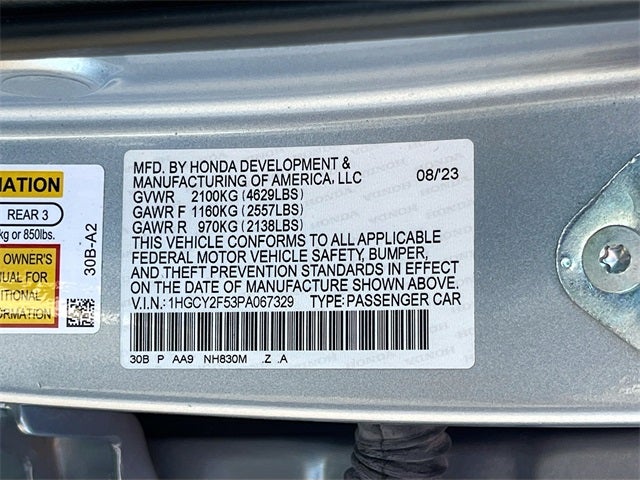 MATION
REAR 3
kg or 850lbs.
OWNER'S
UAL FOR
ITIONAL
ORMATION
30B-A2
MFD. BY HONDA DEVELOPMENT &
MANUFACTURING OF AMERICA, LLC 08/23
GVWR 2100KG (4629LBS)
GAWR F 1160KG (2557LBS)
GAWR R 970KG (2138LBS)
THIS VEHICLE CONFORMS TO ALL APPLICABLE
FEDERAL MOTOR VEHICLE SAFETY, BUMPER,
AND THEFT PREVENTION STANDARDS IN EFFECT
ON THE DATE OF MANUFACTURE SHOWN ABOVE.
V.I.N.: 1HGCY2F53PA067329 TYPE: PASSENGER CAR
30B P AA9 NH830M .Z .A